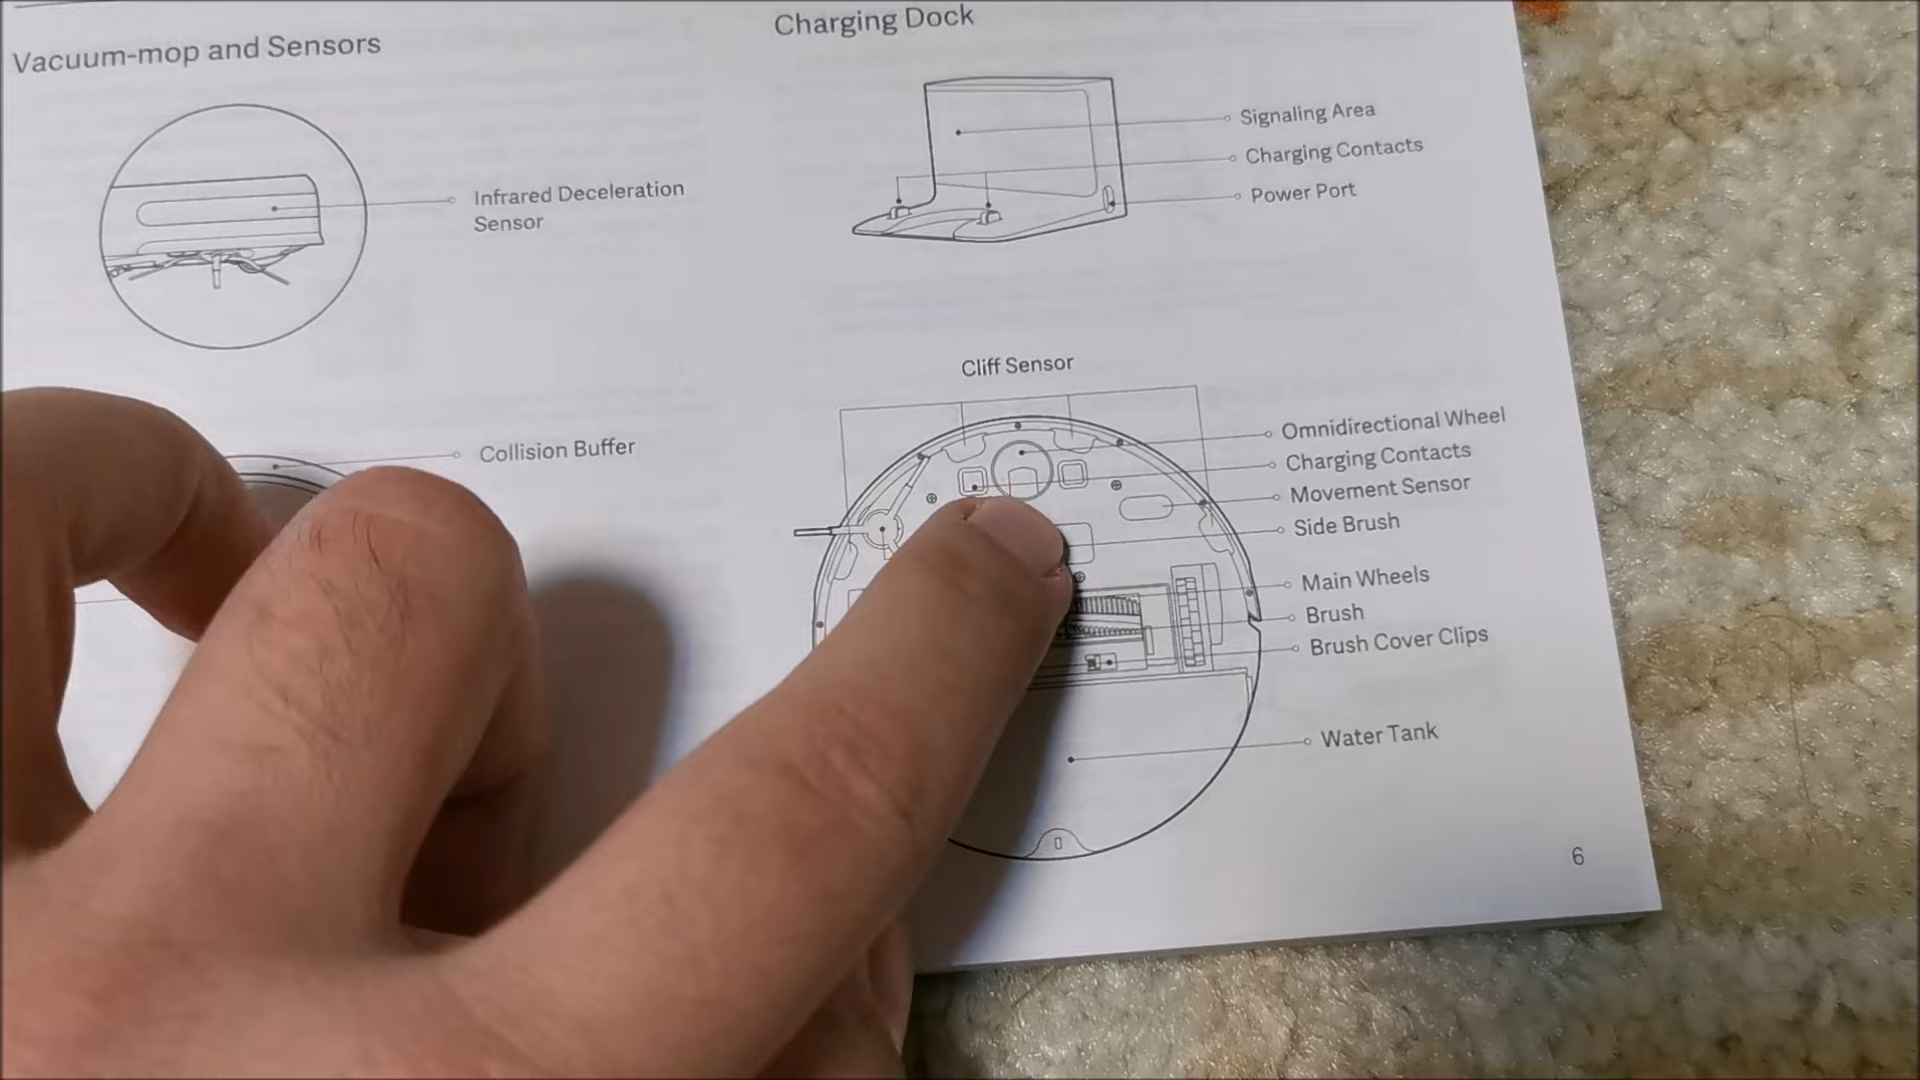 Vacuum-mop and Sensors
Infrared Deceleration
Sensor
Collision Buffer
Charging Dock
Signaling Area
Charging Contacts
Power Port
Cliff Sensor
Omnidirectional Wheel
Charging Contacts
Movement Sensor
Side Brush
Main Wheels
Brush
Brush Cover Clips
Water Tank
6